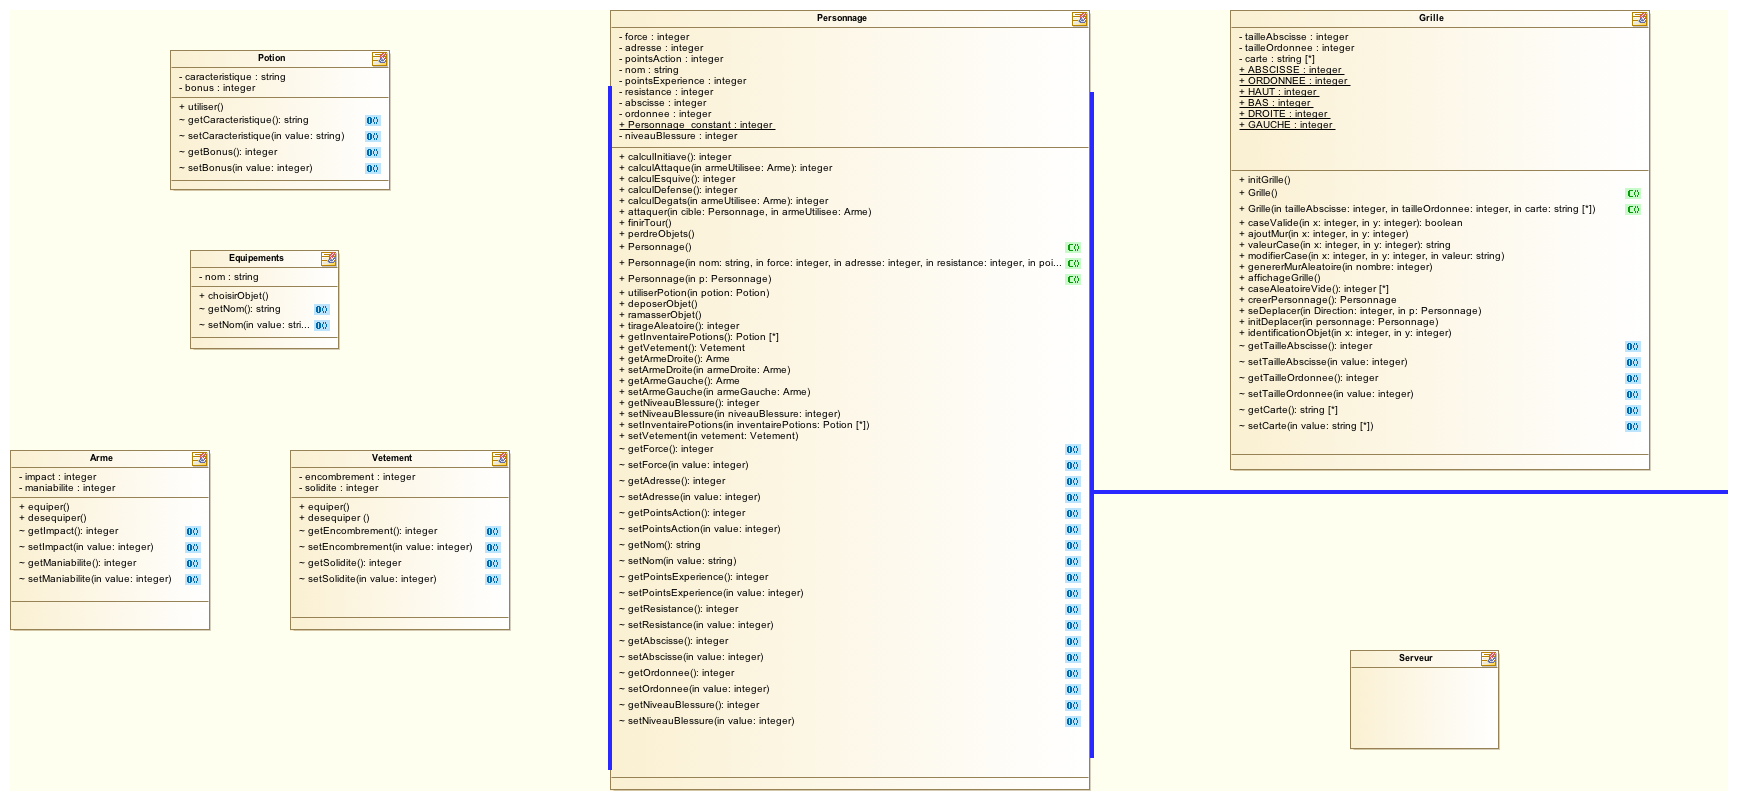 Potion
- caracteristique : string
- bonus : integer
+ utiliser()
~ getCaracteristique(): string
~ setCaracteristique(in value: string)
~ getBonus(): integer
~ setBonus(in value: integer)
Equipements
- nom : string
+ choisirObjet()
~ getNom(): string
~ setNom(in value: stri...
Arme
- impact : integer
- maniabilite : integer
+ equiper()
+ desequiper()
~ getImpact(): integer
~ setImpact(in value: integer)
~ getManiabilite(): integer
~ setManiabilite(in value: integer)
Vetement
- encombrement : integer
- solidite : integer
+ equiper()
+ desequiper ()
~ getEncombrement(): integer
~ setEncombrement(in value: integer)
~ getSolidite(): integer
~ setSolidite(in value: integer)
Personnage
- force : integer
- adresse : integer
- pointsAction : integer
- nom : string
- pointsExperience : integer
- resistance : integer
- abscisse : integer
- ordonnee : integer
+ Personnage_constant : integer
- niveauBlessure : integer
+ calculInitiave(): integer
+ calculAttaque(in armeUtilisee: Arme): integer
+ calculEsquive(): integer
+ calculDefense(): integer
+ calculDegats(in armeUtilisee: Arme): integer
+ attaquer(in cible: Personnage, in armeUtilisee: Arme)
+ finirTour()
+ perdreObjets()
+ Personnage()
+ Personnage(in nom: string, in force: integer, in adresse: integer, in resistance: integer, in poi...
+ Personnage(in p: Personnage)
+ utiliserPotion(in potion: Potion)
+ deposerObjet()
+ ramasserObjet()
+ tirageAleatoire(): integer
+ getInventairePotions(): Potion [*]
+ getVetement(): Vetement
+ getArmeDroite(): Arme
+ setArmeDroite(in armeDroite: Arme)
+ getArmeGauche(): Arme
+ setArmeGauche(in armeGauche: Arme)
+ getNiveauBlessure(): integer
+ setNiveauBlessure(in niveauBlessure: integer)
+ setInventairePotions(in inventairePotions: Potion [*])
+ setVetement(in vetement: Vetement)
~ getForce(): integer
~ setForce(in value: integer)
~ getAdresse(): integer
~ setAdresse(in value: integer)
~ getPointsAction(): integer
~ setPointsAction(in value: integer)
~ getNom(): string
~ setNom(in value: string)
~ getPointsExperience(): integer
~ setPointsExperience(in value: integer)
~ getResistance(): integer
~ setResistance(in value: integer)
~ getAbscisse(): integer
~ setAbscisse(in value: integer)
~ getOrdonnee(): integer
~ setOrdonnee(in value: integer)
~ getNiveauBlessure(): integer
~ setNiveauBlessure(in value: integer)
Grille
- tailleAbscisse : integer
- tailleOrdonnee : integer
- carte : string [*]
+ ABSCISSE : integer
+ ORDONNEE : integer
+ HAUT : integer
+ BAS : integer
+ DROITE : integer
+ GAUCHE : integer
+ initGrille()
+ Grille()
+ Grille(in tailleAbscisse: integer, in tailleOrdonnee: integer, in carte: string [*])
+ caseValide(in x: integer, in y: integer): boolean
+ ajoutMur(in x: integer, in y: integer)
+ valeurCase(in x: integer, in y: integer): string
+ modifierCase(in x: integer, in y: integer, in valeur: string)
+ genererMurAleatoire(in nombre: integer)
+ affichageGrille()
+ caseAleatoireVide(): integer [*]
+ creerPersonnage(): Personnage
+ seDeplacer(in Direction: integer, in p: Personnage)
+ initDeplacer(in personnage: Personnage)
+ identificationObjet(in x: integer, in y: integer)
~ getTailleAbscisse(): integer
~ setTailleAbscisse(in value: integer)
~ getTailleOrdonnee(): integer
~ setTailleOrdonnee(in value: integer)
~ getCarte(): string [*]
~ setCarte(in value: string [*])
Serveur